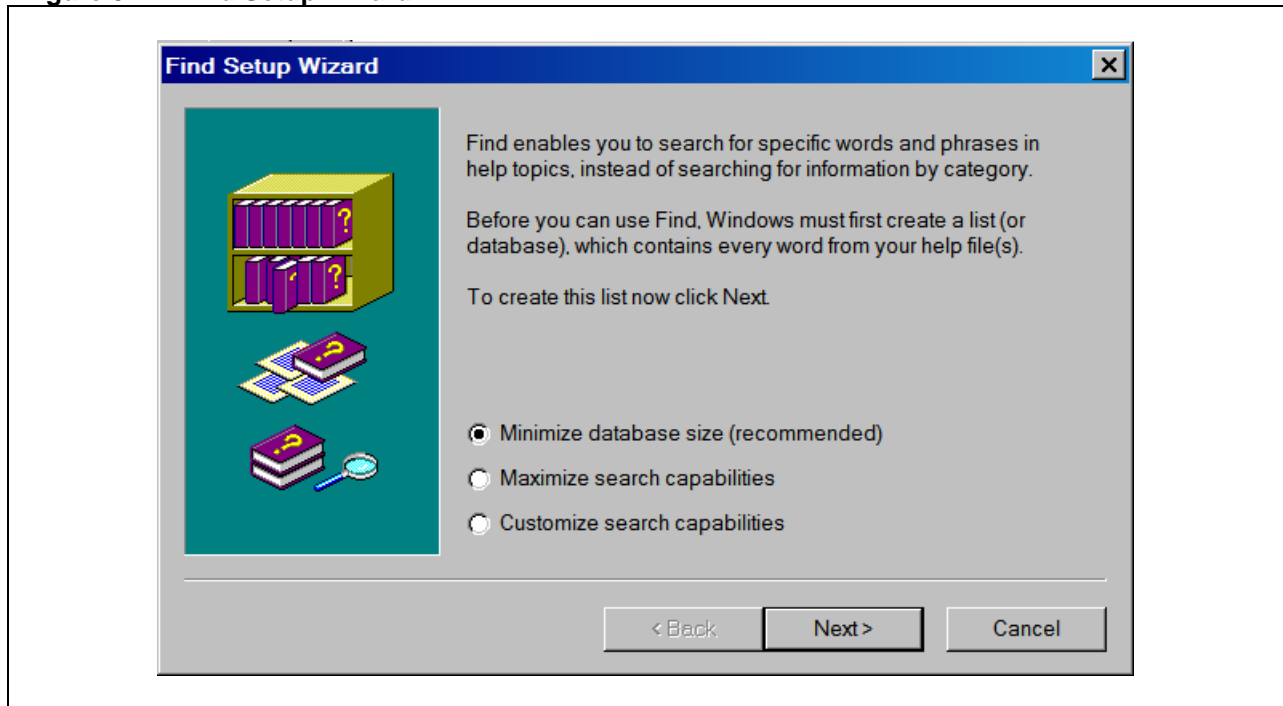 Find Setup Wizard
Find enables you to search for specific words and phrases in
help topics, instead of searching for information by category.
Before you can use Find, Windows must first create a list (or
database), which contains every word from your help file(s).
To create this list now click Next.
Minimize database size (recommended)
Maximize search capabilities
Customize search capabilities
< Back
Next >
Cancel